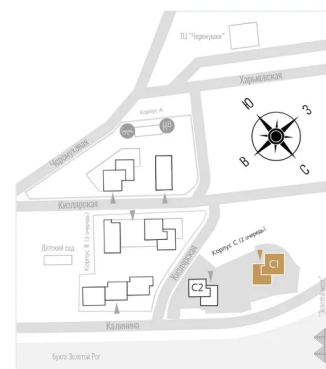 ТЦ "Черемушки"
Харьковская
Корпус А
Черемуховая
Ю
З
В
С
Кизлярская
Корпус В (3 очередь)
Кизлярская
Корпус С (2 очередь)
Детский сад
С1
С2
Калинина
бухта Золотой Рог